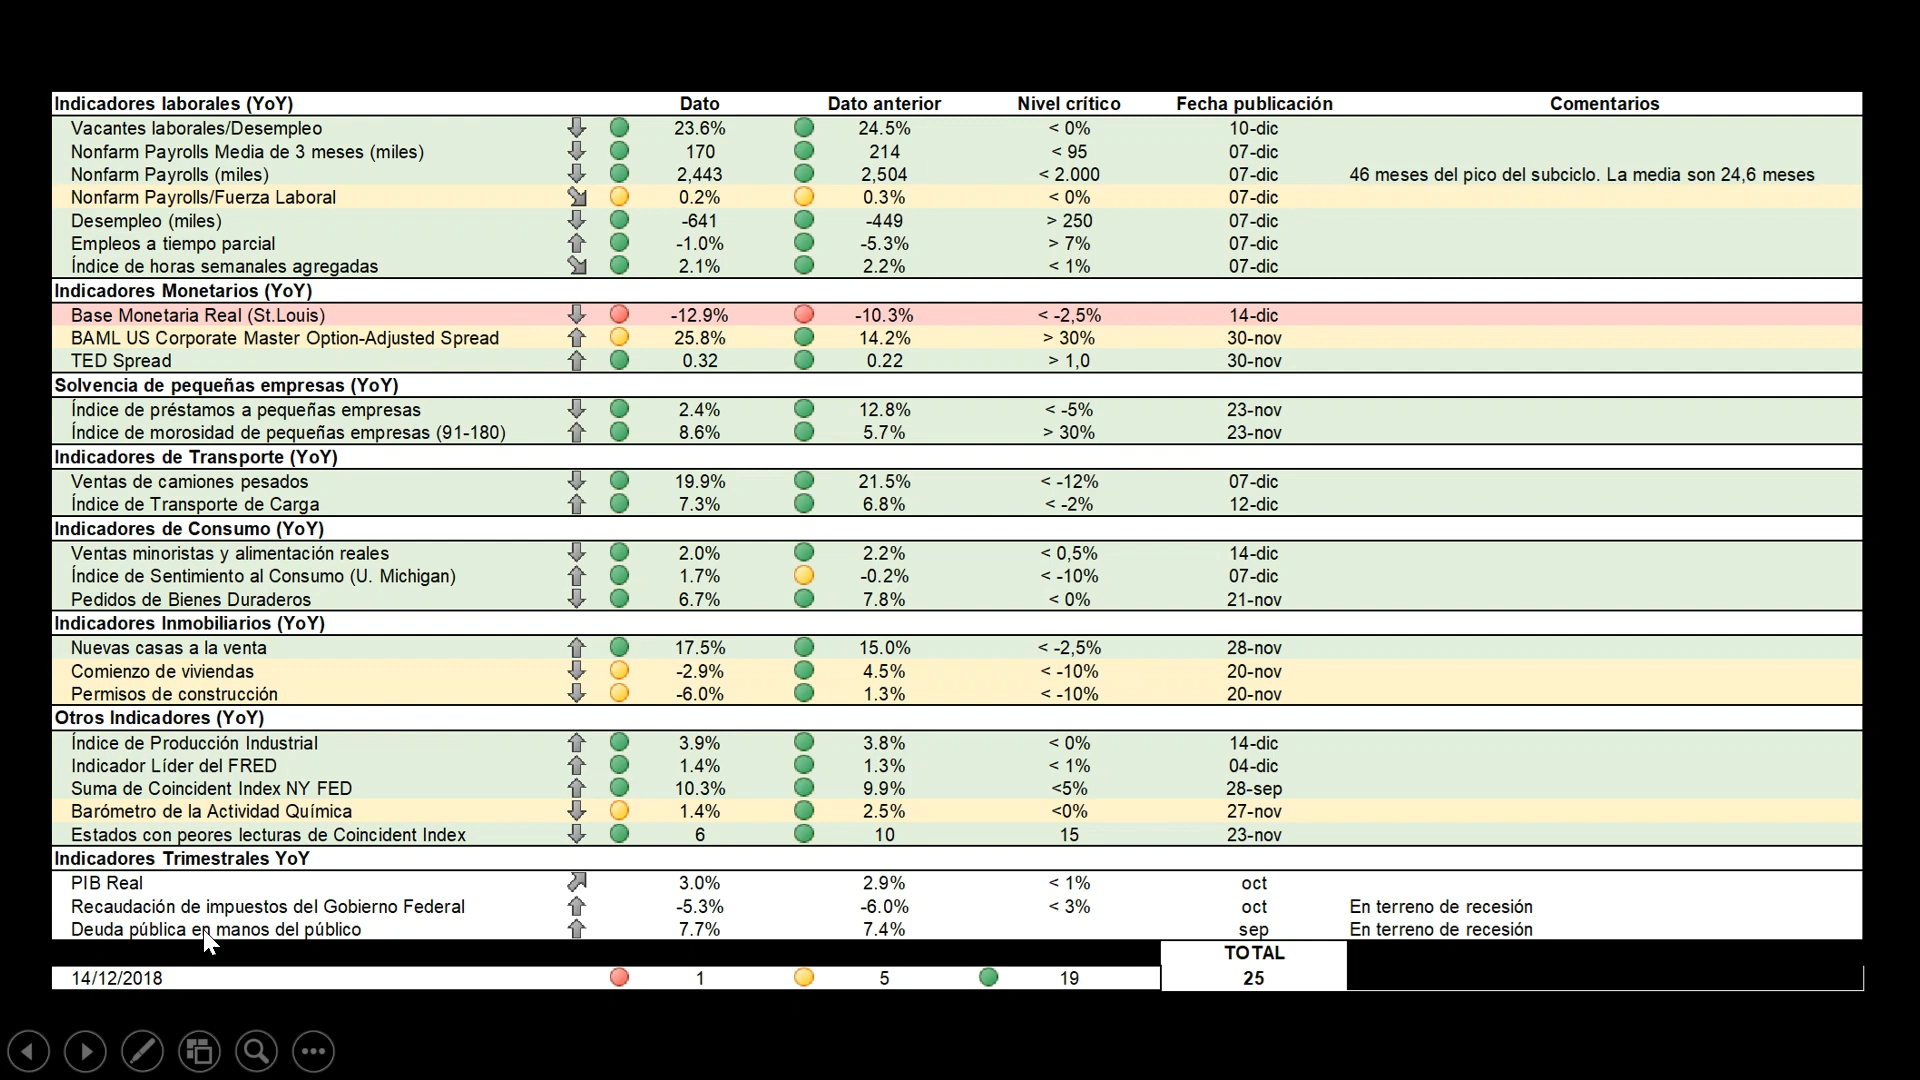 Indicadores laborales (YoY) Dato Dato anterior Nivel crítico Fecha publicación Comentarios
Vacantes laborales/Desempleo 23.6% 24.5% < 0% 10-dic
Nonfarm Payrolls Media de 3 meses (miles) 170 214 < 95 07-dic
Nonfarm Payrolls (miles) 2,443 2,504 < 2.000 07-dic 46 meses del pico del subciclo. La media son 24,6 meses
Nonfarm Payrolls/Fuerza Laboral 0.2% 0.3% < 0% 07-dic
Desempleo (miles) -641 -449 > 250 07-dic
Empleos a tiempo parcial -1.0% -5.3% > 7% 07-dic
Índice de horas semanales agregadas 2.1% 2.2% < 1% 07-dic
Indicadores Monetarios (YoY)
Base Monetaria Real (St.Louis) -12.9% -10.3% < -2,5% 14-dic
BAML US Corporate Master Option-Adjusted Spread 25.8% 14.2% > 30% 30-nov
TED Spread 0.32 0.22 > 1,0 30-nov
Solvencia de pequeñas empresas (YoY)
Índice de préstamos a pequeñas empresas 2.4% 12.8% < -5% 23-nov
Índice de morosidad de pequeñas empresas (91-180) 8.6% 5.7% > 30% 23-nov
Indicadores de Transporte (YoY)
Ventas de camiones pesados 19.9% 21.5% < -12% 07-dic
Índice de Transporte de Carga 7.3% 6.8% < -2% 12-dic
Indicadores de Consumo (YoY)
Ventas minoristas y alimentación reales 2.0% 2.2% < 0,5% 14-dic
Índice de Sentimiento al Consumo (U. Michigan) 1.7% -0.2% < -10% 07-dic
Pedidos de Bienes Duraderos 6.7% 7.8% < 0% 21-nov
Indicadores Inmobiliarios (YoY)
Nuevas casas a la venta 17.5% 15.0% < -2,5% 28-nov
Comienzo de viviendas -2.9% 4.5% < -10% 20-nov
Permisos de construcción -6.0% 1.3% < -10% 20-nov
Otros Indicadores (YoY)
Índice de Producción Industrial 3.9% 3.8% < 0% 14-dic
Indicador Líder del FRED 1.4% 1.3% < 1% 04-dic
Suma de Coincident Index NY FED 10.3% 9.9% <5% 28-sep
Barómetro de la Actividad Química 1.4% 2.5% <0% 27-nov
Estados con peores lecturas de Coincident Index 6 10 15 23-nov
Indicadores Trimestrales YoY
PIB Real 3.0% 2.9% < 1% oct
Recaudación de impuestos del Gobierno Federal -5.3% -6.0% < 3% oct En terreno de recesión
Deuda pública en manos del público 7.7% 7.4% sep En terreno de recesión
TOTAL
14/12/2018 1 5 19 25